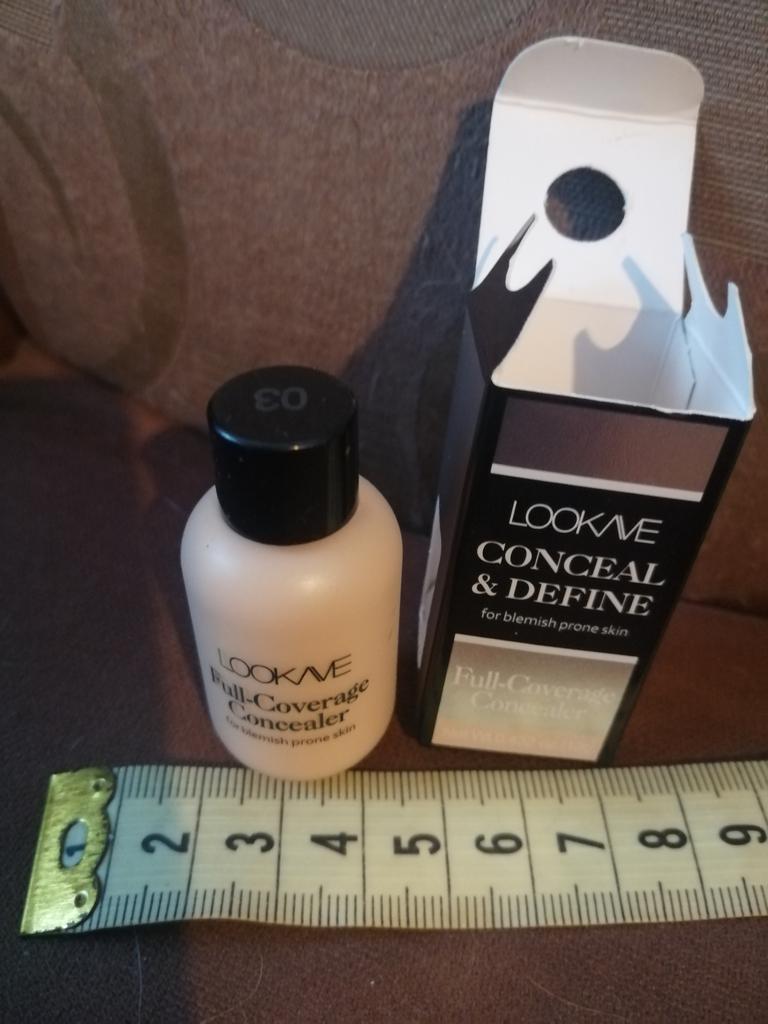 03
LOOKAVE
Full-Coverage
Concealer
for blemish prone skin
LOOKAVE
CONCEAL
& DEFINE
for blemish prone skin
Full-Coverage
Concealer
1 2 3 4 5 6 7 8 9